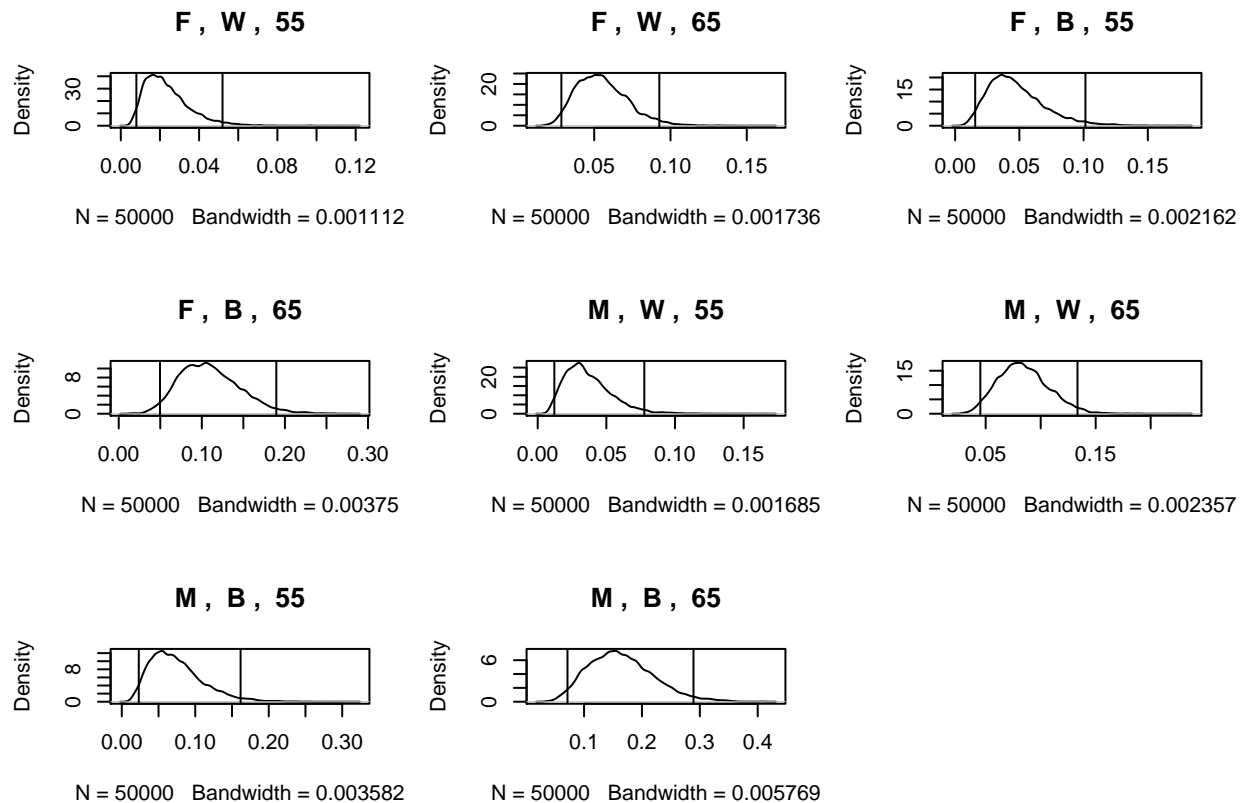 F , W , 55
Density
0
30
0.00 0.04 0.08 0.12
N = 50000 Bandwidth = 0.001112
F , W , 65
Density
0
20
0.05 0.10 0.15
N = 50000 Bandwidth = 0.001736
F , B , 55
Density
0
15
0.00 0.05 0.10 0.15
N = 50000 Bandwidth = 0.002162
F , B , 65
Density
0
8
0.00 0.10 0.20 0.30
N = 50000 Bandwidth = 0.00375
M , W , 55
Density
0
20
0.00 0.05 0.10 0.15
N = 50000 Bandwidth = 0.001685
M , W , 65
Density
0
15
0.05 0.15
N = 50000 Bandwidth = 0.002357
M , B , 55
Density
0
8
0.00 0.10 0.20 0.30
N = 50000 Bandwidth = 0.003582
M , B , 65
Density
0
6
0.1 0.2 0.3 0.4
N = 50000 Bandwidth = 0.005769